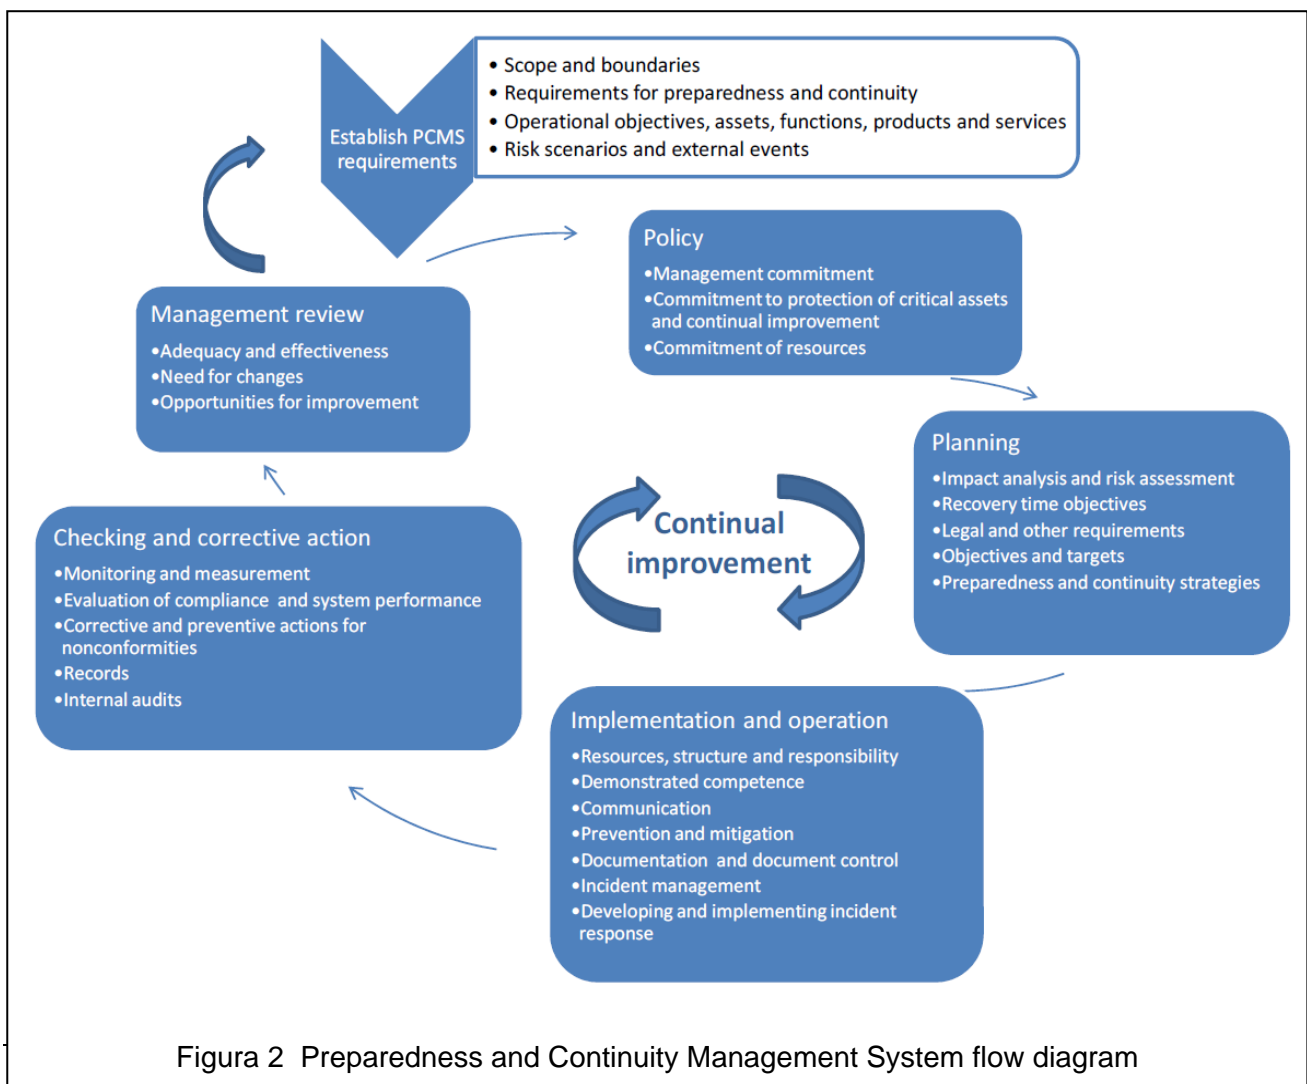 • Scope and boundaries
• Requirements for preparedness and continuity
• Operational objectives, assets, functions, products and services
• Risk scenarios and external events
Establish PCMS
requirements
Policy
•Management commitment
•Commitment to protection of critical assets
and continual improvement
•Commitment of resources
Management review
•Adequacy and effectiveness
•Need for changes
•Opportunities for improvement
Planning
•Impact analysis and risk assessment
•Recovery time objectives
•Legal and other requirements
•Objectives and targets
•Preparedness and continuity strategies
Continual
improvement
Checking and corrective action
•Monitoring and measurement
•Evaluation of compliance and system performance
•Corrective and preventive actions for
nonconformities
•Records
•Internal audits
Implementation and operation
•Resources, structure and responsibility
•Demonstrated competence
•Communication
•Prevention and mitigation
•Documentation and document control
•Incident management
•Developing and implementing incident
response
Figura 2 Preparedness and Continuity Management System flow diagram